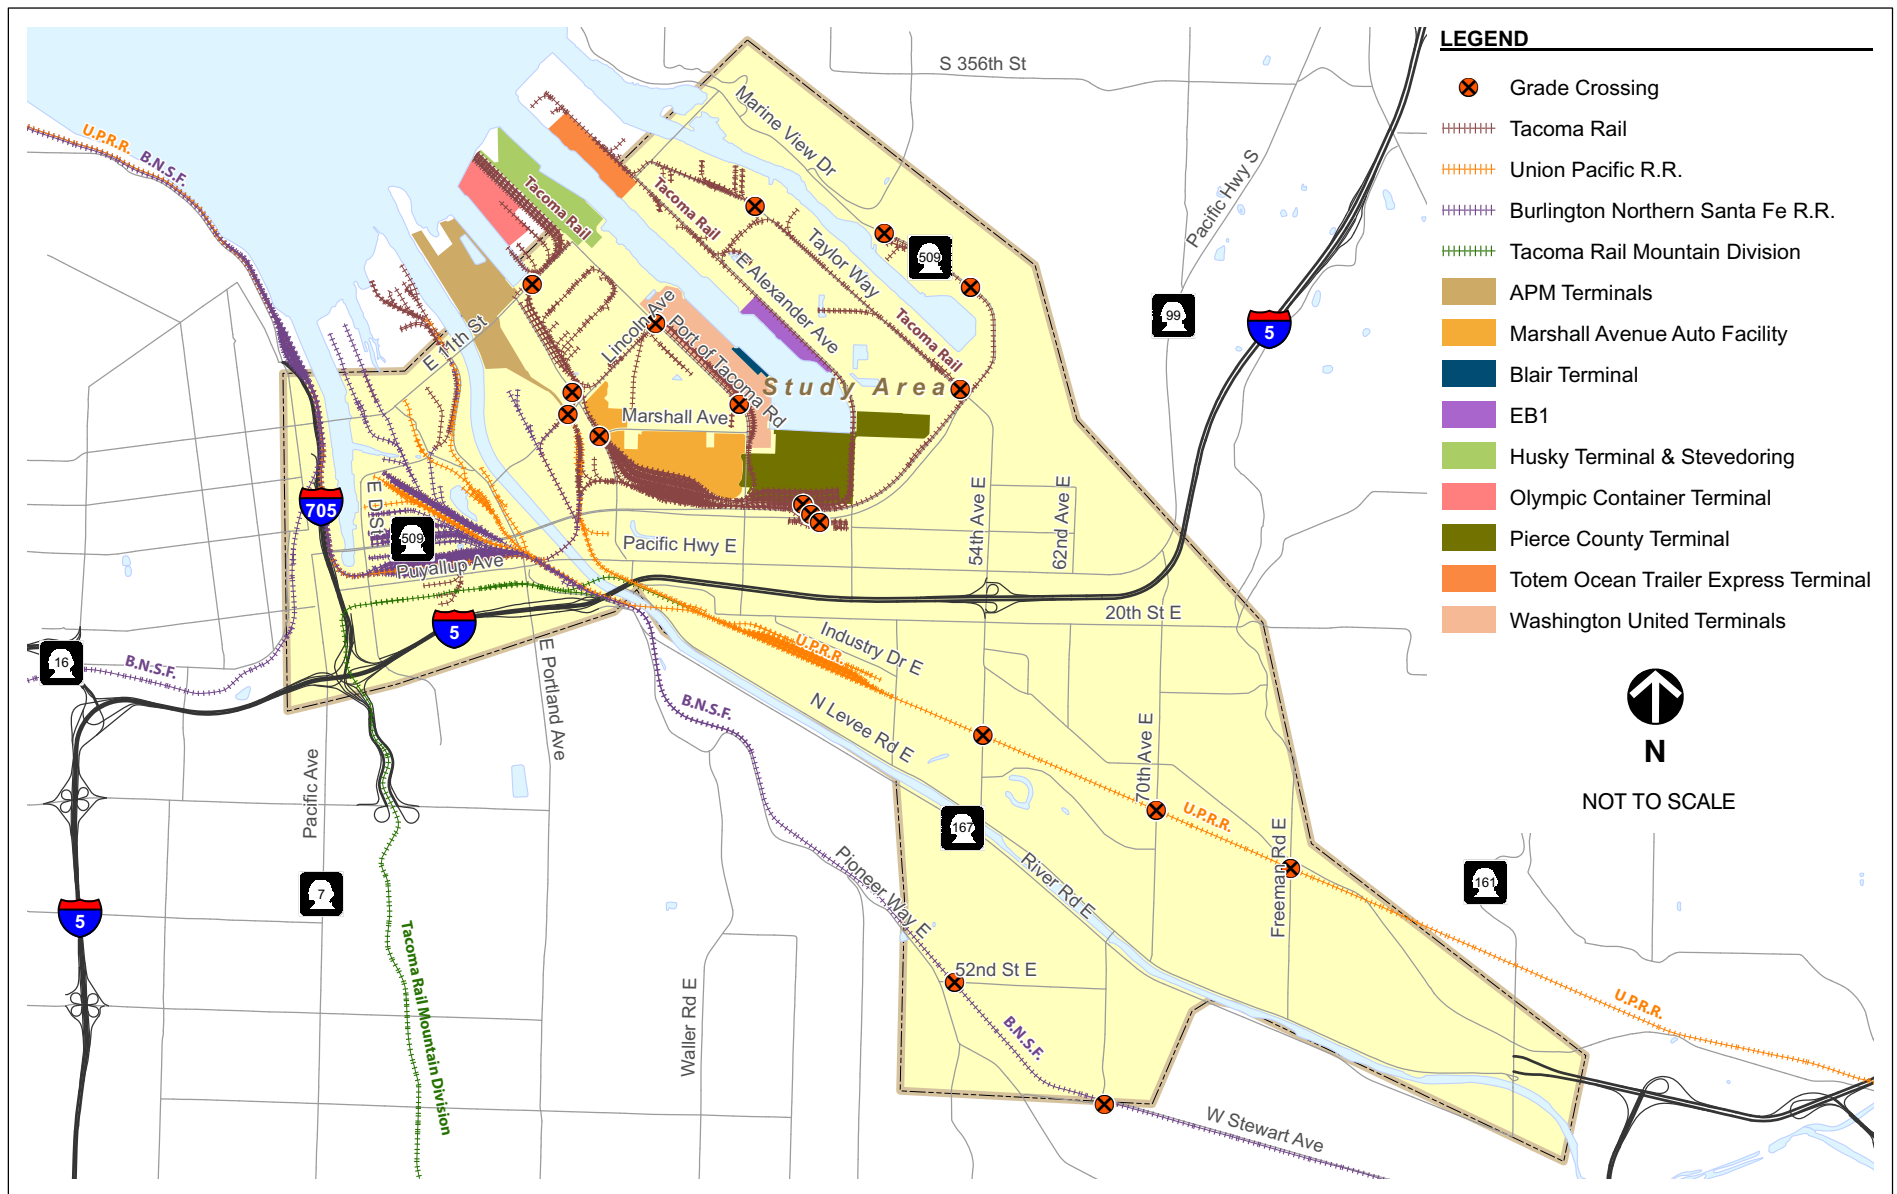 LEGEND
Grade Crossing
Tacoma Rail
Union Pacific R.R.
Burlington Northern Santa Fe R.R.
Tacoma Rail Mountain Division
APM Terminals
Marshall Avenue Auto Facility
Blair Terminal
EB1
Husky Terminal & Stevedoring
Olympic Container Terminal
Pierce County Terminal
Totem Ocean Trailer Express Terminal
Washington United Terminals
N
NOT TO SCALE
S 356th St
Marine View Dr
U.P.R.R.
B.N.S.F.
Pacific Hwy S
Tacoma Rail
Tacoma Rail
Taylor Way
509
E Alexander Ave
99
5
Lincoln Ave
Port of Tacoma Rd
Tacoma Rail
E 11th St
Study Area
Marshall Ave
705
E D St
509
Puyallup Ave
Pacific Hwy E
54th Ave E
62nd Ave E
20th St E
5
16
B.N.S.F.
E Portland Ave
Industry Dr E
U.P.R.R.
B.N.S.F.
N Levee Rd E
70th Ave E
Pacific Ave
U.P.R.R.
167
Freeman Rd E
River Rd E
Pioneer Way E
161
7
5
Tacoma Rail Mountain Division
52nd St E
Waller Rd E
B.N.S.F.
U.P.R.R.
W Stewart Ave